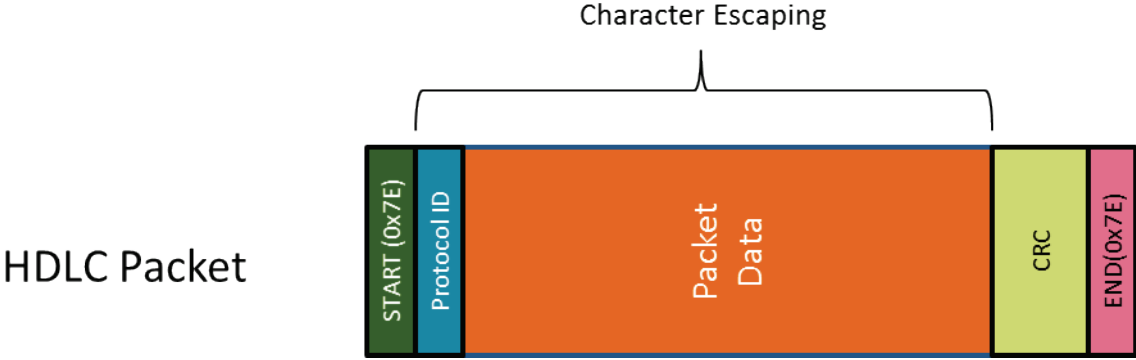 Character Escaping
HDLC Packet
START (0x7E)
Protocol ID
Packet
Data
CRC
END(0x7E)